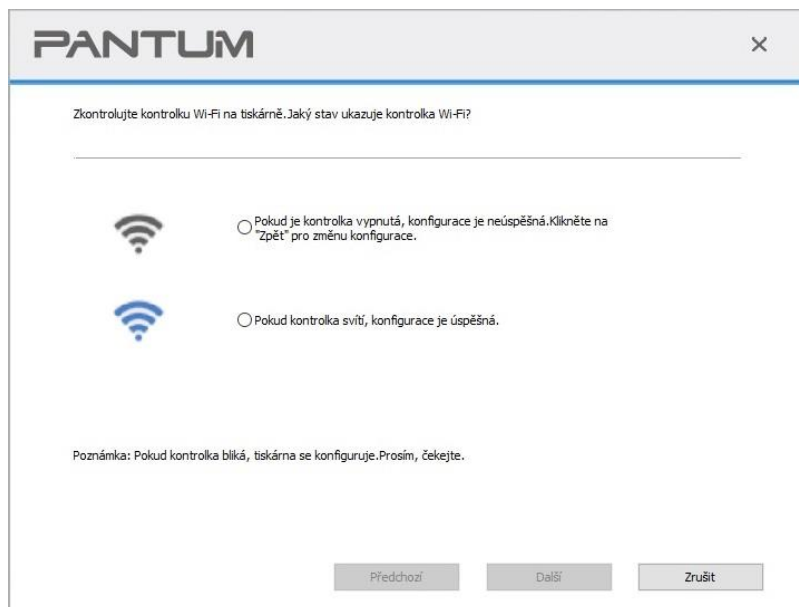 PANTUM
Zkontrolujte kontrolku Wi-Fi na tiskárně.Jaký stav ukazuje kontrolka Wi-Fi?
Pokud je kontrolka vypnutá, konfigurace je neúspěšná.Klikněte na
"Zpět" pro změnu konfigurace.
Pokud kontrolka svítí, konfigurace je úspěšná.
Poznámka: Pokud kontrolka bliká, tiskárna se konfiguruje.Prosím, čekejte.
Předchozí
Další
Zrušit